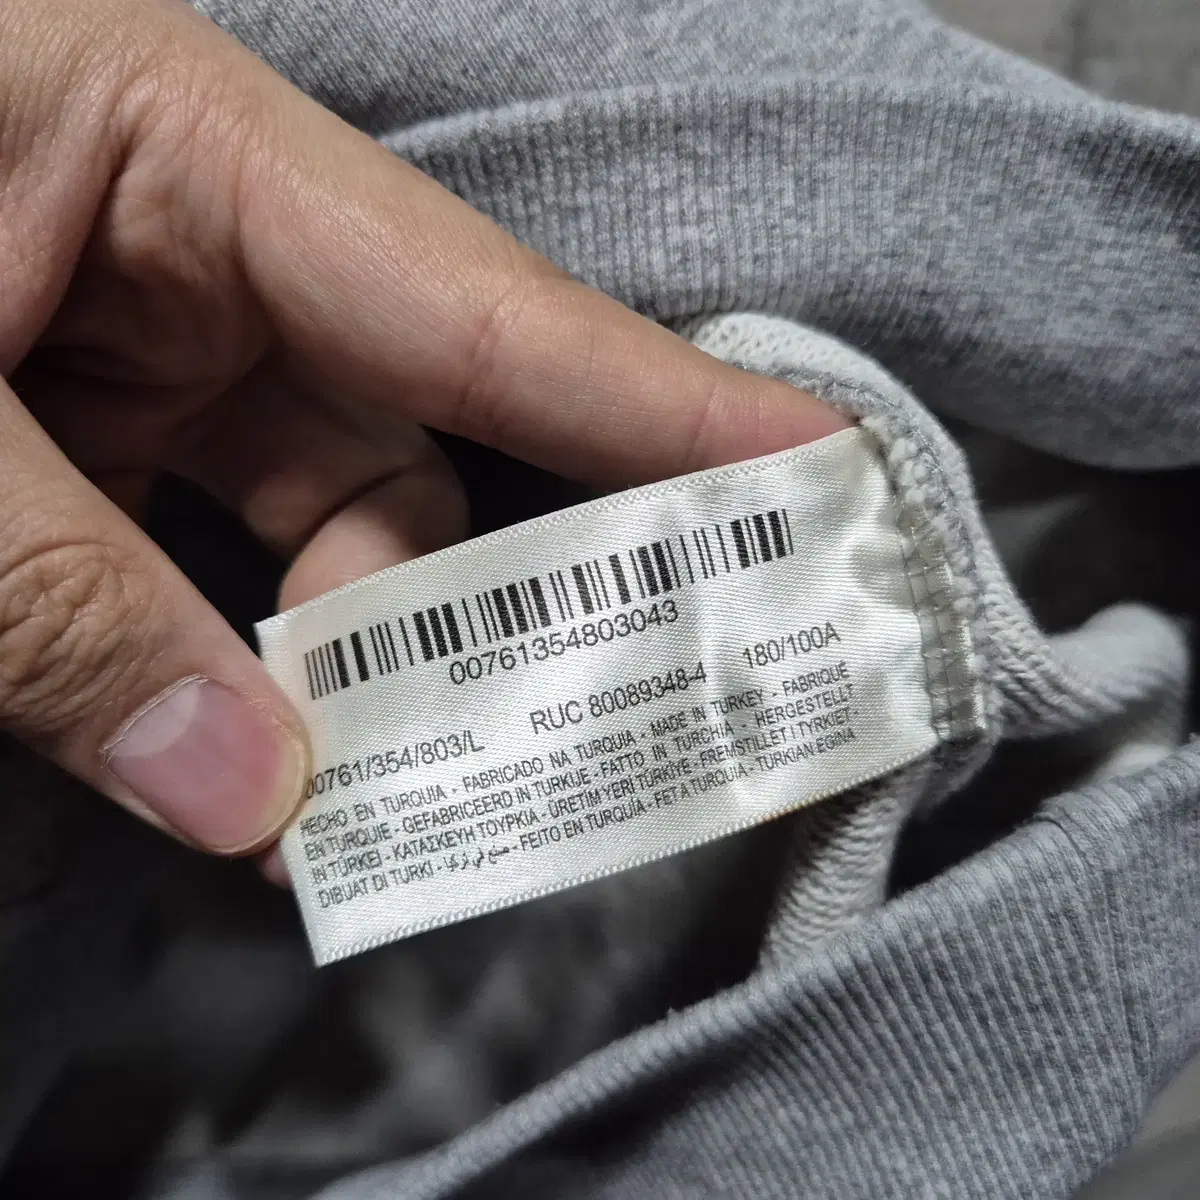 00761354803043
RUC 80089348-4 180/100A
00761/354/803/L
HECHO EN TURQUIA - FABRICADO NA TURQUIA - MADE IN TURKEY - FABRIQUÉ
EN TURQUIE - GEFABRICEERD IN TURKIJE - FATTO IN TURCHIA - HERGESTELLT
IN TÜRKEI - ΚΑΤΑΣΚΕΥΗ ΤΟΥΡΚΙΑ - ÜRETİM YERİ TÜRKİYE - FREMSTILLET I TYRKIET -
DIBUAT DI TURKI - صنع في تركيا - FEITO EN TURQUÍA - FET A TURQUIA - TURKIAN EGINA